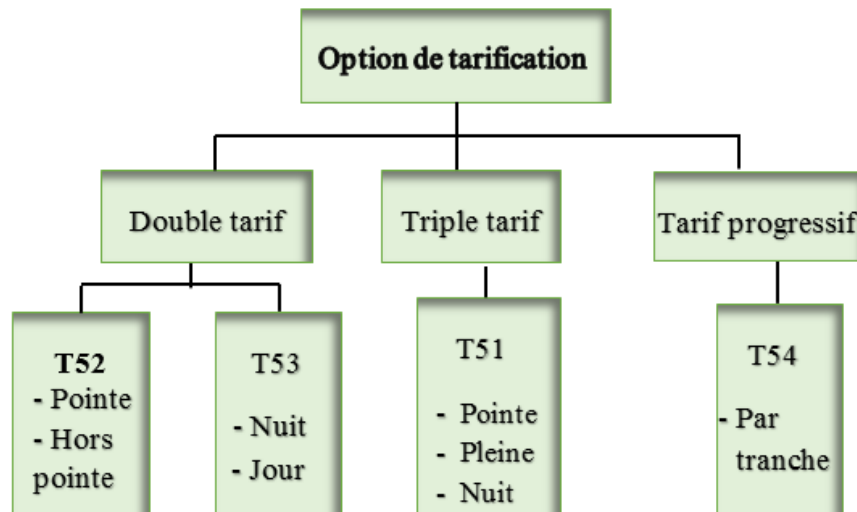 Option de tarification
Double tarif
Triple tarif
Tarif progressif
T52
- Pointe
- Hors
pointe
T53
- Nuit
- Jour
T51
- Pointe
- Pleine
- Nuit
T54
- Par
tranche